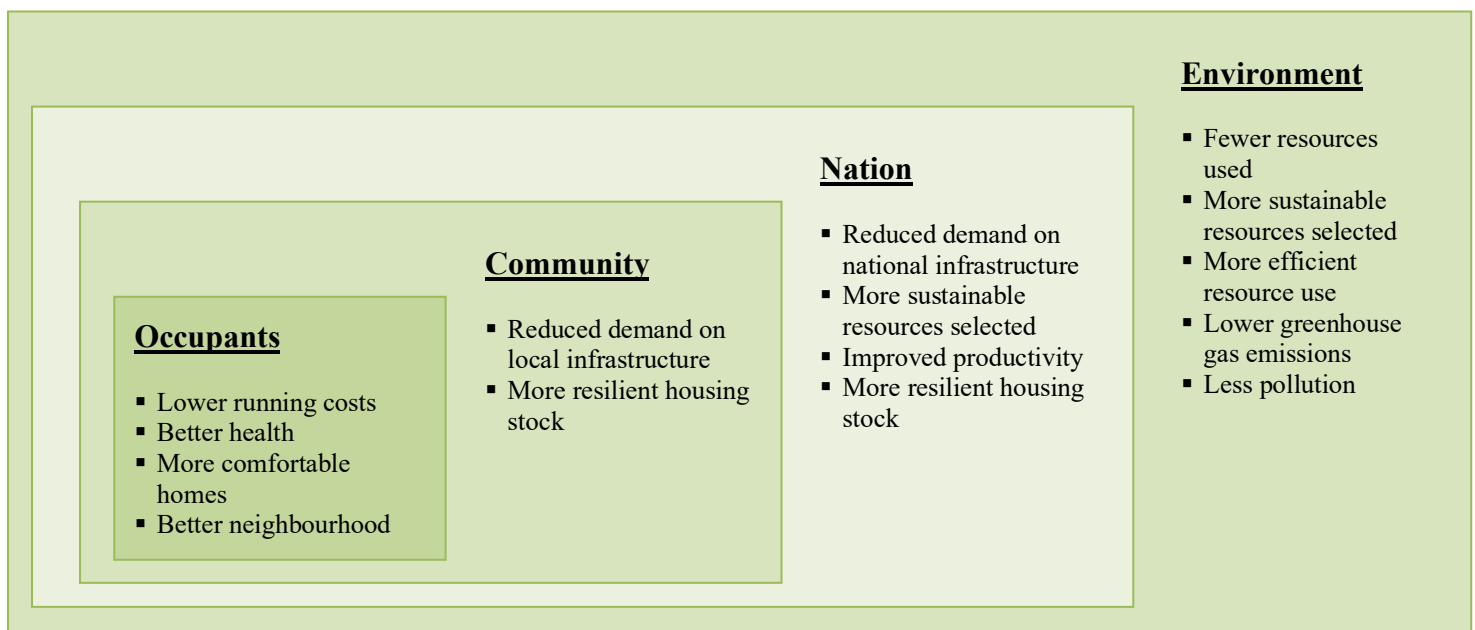 Environment
▪ Fewer resources
used
▪ More sustainable
resources selected
▪ More efficient
resource use
▪ Lower greenhouse
gas emissions
▪ Less pollution
Nation
▪ Reduced demand on
national infrastructure
▪ More sustainable
resources selected
▪ Improved productivity
▪ More resilient housing
stock
Community
▪ Reduced demand on
local infrastructure
▪ More resilient housing
stock
Occupants
▪ Lower running costs
▪ Better health
▪ More comfortable
homes
▪ Better neighbourhood